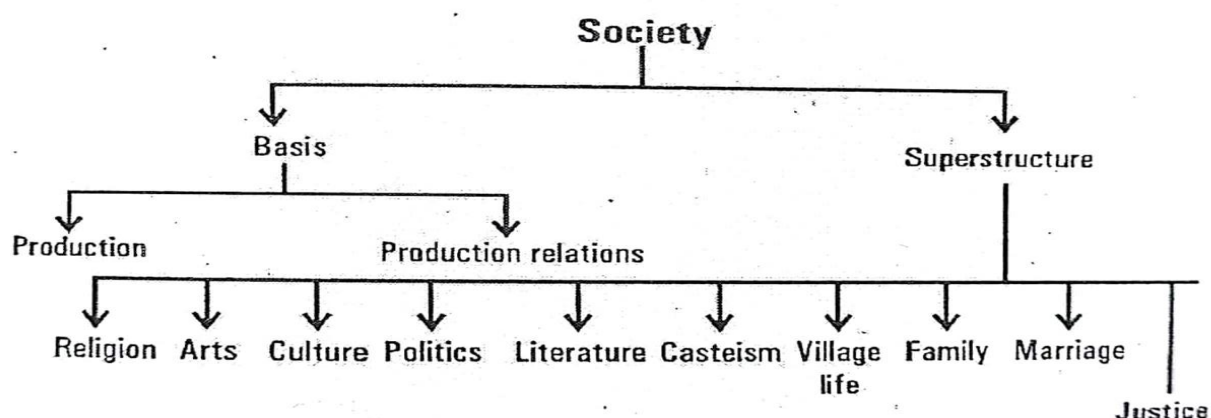 Society
Basis
Superstructure
Production
Production relations
Religion Arts Culture Politics Literature Casteism Village life Family Marriage
Justice